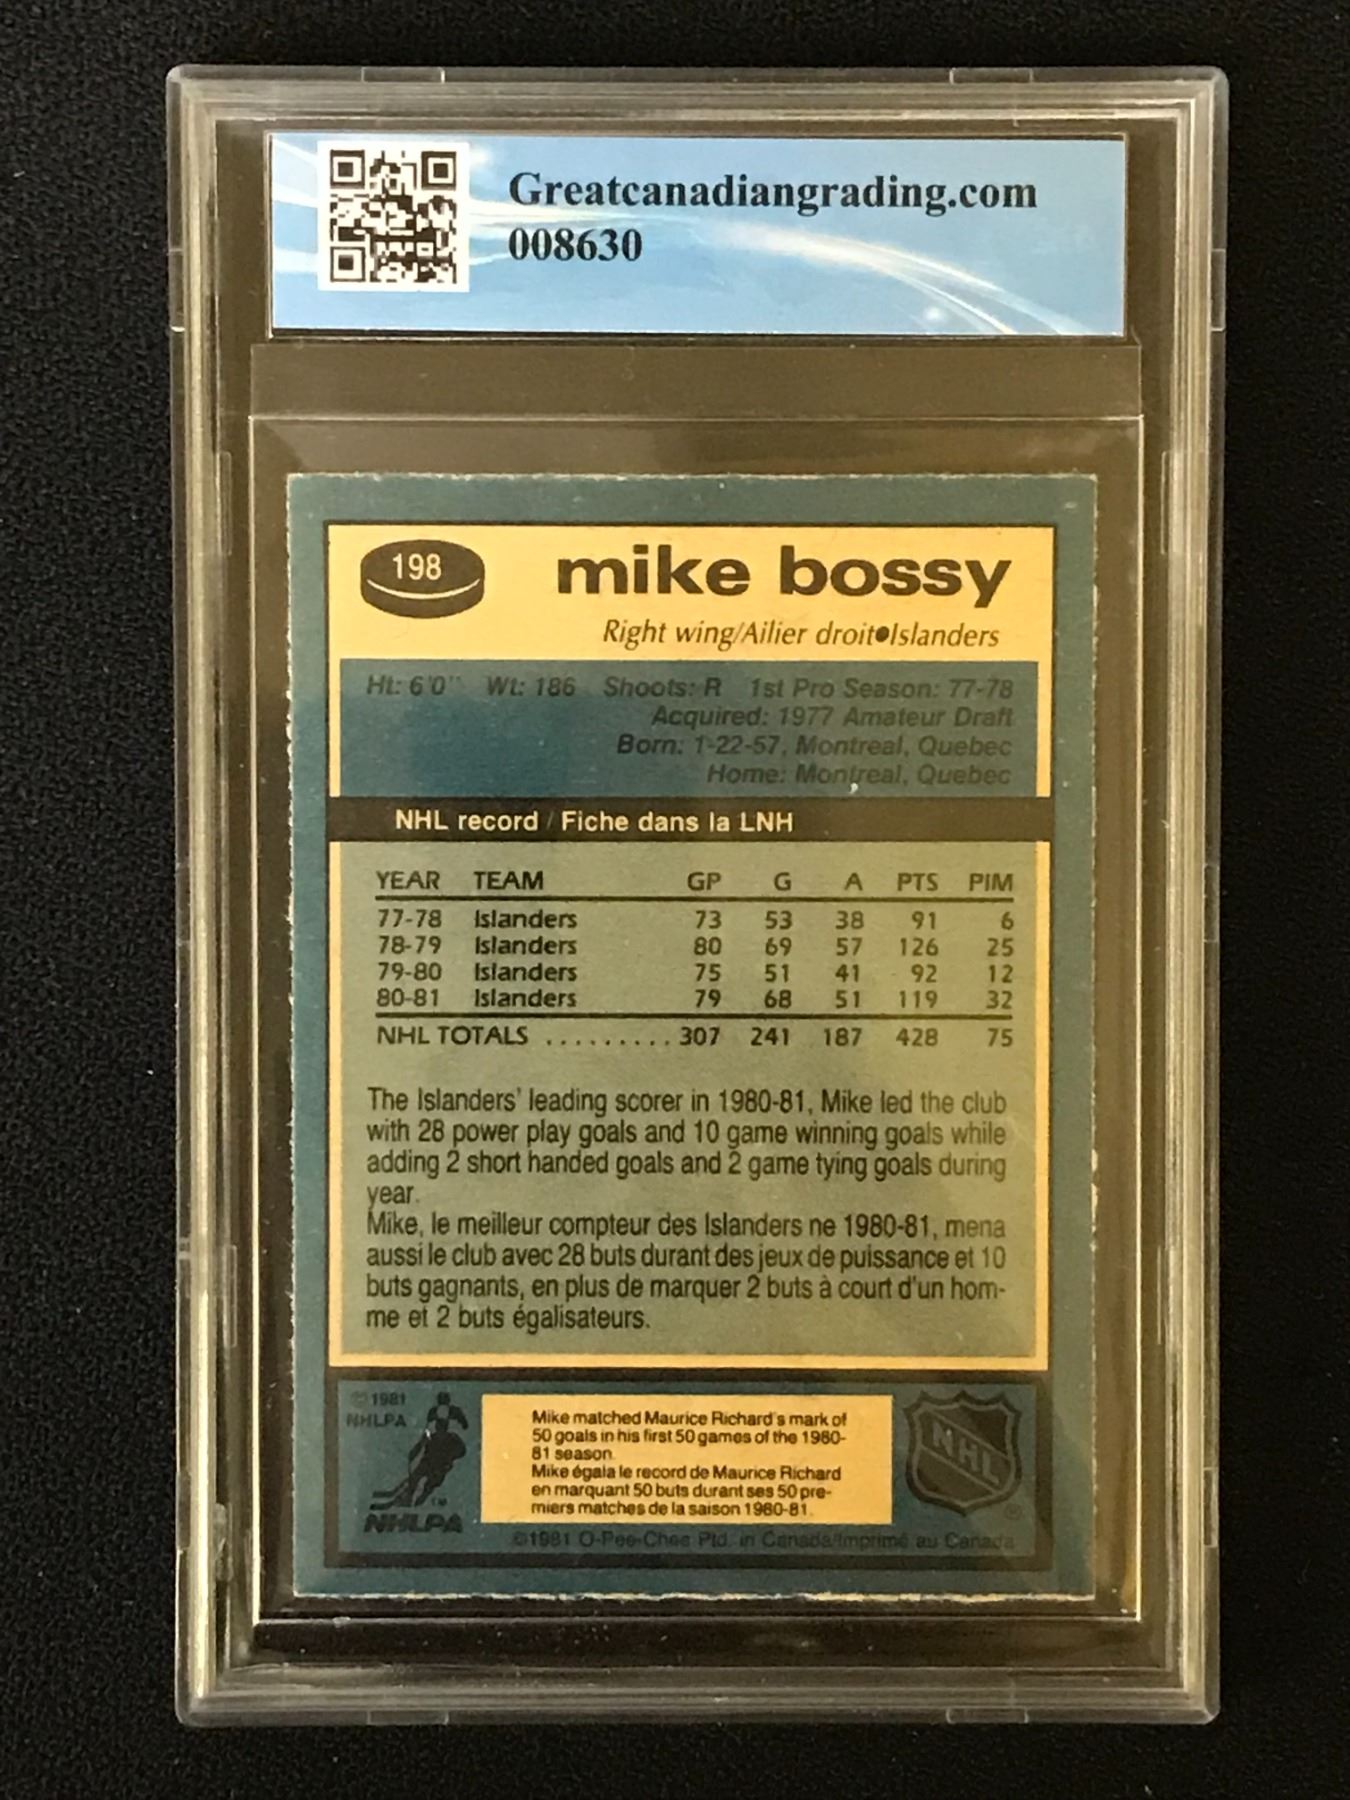 Greatcanadiangrading.com
008630
198
mike bossy
Right wing/Ailier droit●Islanders
Ht: 6'0'' Wt: 186 Shoots: R 1st Pro Season: 77-78
Acquired: 1977 Amateur Draft
Born: 1-22-57, Montreal, Quebec
Home: Montreal, Quebec
NHL record / Fiche dans la LNH
YEAR TEAM GP G A PTS PIM
77-78 Islanders 73 53 38 91 6
78-79 Islanders 80 69 57 126 25
79-80 Islanders 75 51 41 92 12
80-81 Islanders 79 68 51 119 32
NHL TOTALS ......... 307 241 187 428 75
The Islanders' leading scorer in 1980-81, Mike led the club
with 28 power play goals and 10 game winning goals while
adding 2 short handed goals and 2 game tying goals during
year.
Mike, le meilleur compteur des Islanders ne 1980-81, mena
aussi le club avec 28 buts durant des jeux de puissance et 10
buts gagnants, en plus de marquer 2 buts à court d'un hom-
me et 2 buts égalisateurs.
© 1981
NHLPA
TM
NHLPA
Mike matched Maurice Richard's mark of
50 goals in his first 50 games of the 1980-
81 season.
Mike égala le record de Maurice Richard
en marquant 50 buts durant ses 50 pre-
miers matches de la saison 1980-81.
NHL
®
©1981 O-Pee-Chee Ptd. in Canada/Imprimé au Canada